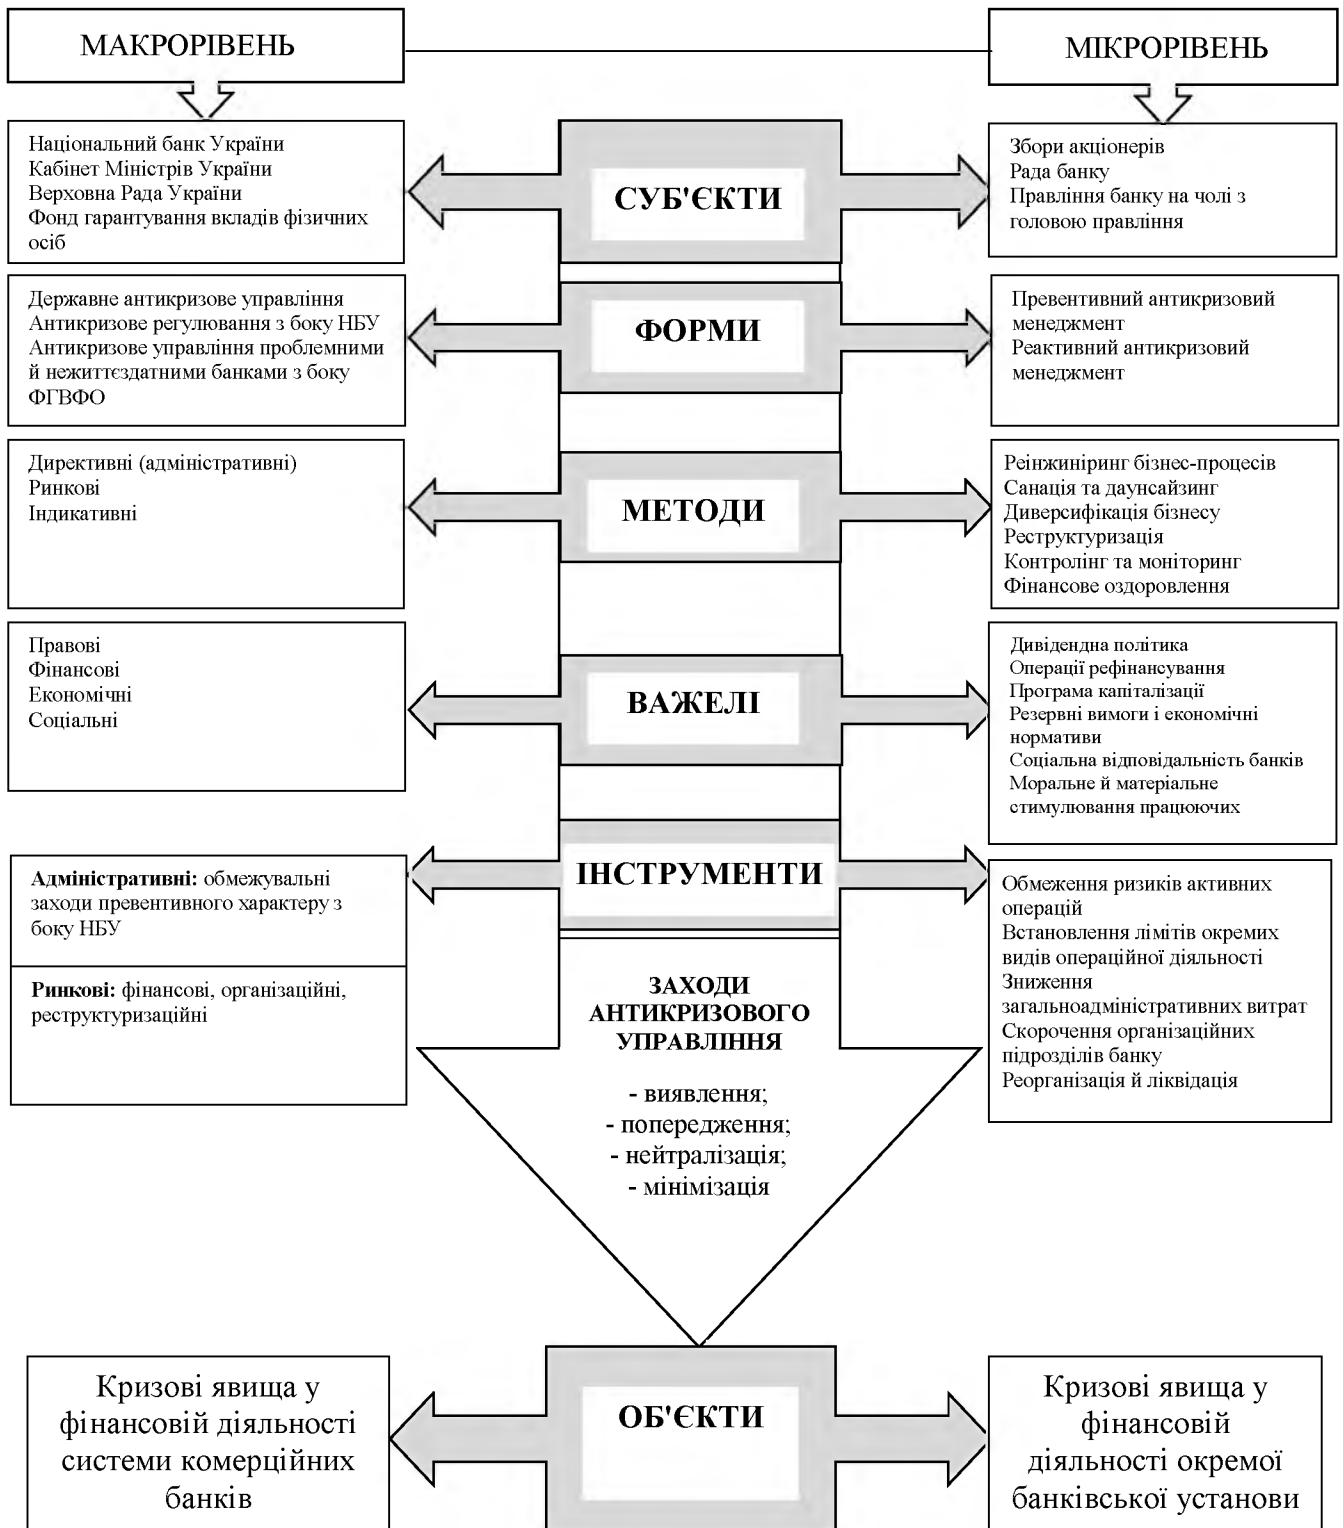 МАКРОРІВЕНЬ
МІКРОРІВЕНЬ
Національний банк України
Кабінет Міністрів України
Верховна Рада України
Фонд гарантування вкладів фізичних
осіб
СУБ'ЄКТИ
Збори акціонерів
Рада банку
Правління банку на чолі з
головою правління
Державне антикризове управління
Антикризове регулювання з боку НБУ
Антикризове управління проблемними
й нежиттєздатними банками з боку
ФГВФО
ФОРМИ
Превентивний антикризовий
менеджмент
Реактивний антикризовий
менеджмент
Директивні (адміністративні)
Ринкові
Індикативні
МЕТОДИ
Реінжиніринг бізнес-процесів
Санація та даунсайзинг
Диверсифікація бізнесу
Реструктуризація
Контролінг та моніторинг
Фінансове оздоровлення
Правові
Фінансові
Економічні
Соціальні
ВАЖЕЛІ
Дивідендна політика
Операції рефінансування
Програма капіталізації
Резервні вимоги і економічні
нормативи
Соціальна відповідальність банків
Моральне й матеріальне
стимулювання працюючих
Адміністративні: обмежувальні
заходи превентивного характеру з
боку НБУ
Ринкові: фінансові, організаційні,
реструктуризаційні
ІНСТРУМЕНТИ
Обмеження ризиків активних
операцій
Встановлення лімітів окремих
видів операційної діяльності
Зниження
загальноадміністративних витрат
Скорочення організаційних
підрозділів банку
Реорганізація й ліквідація
ЗАХОДИ
АНТИКРИЗОВОГО
УПРАВЛІННЯ
- виявлення;
- попередження;
- нейтралізація;
- мінімізація
Кризові явища у
фінансовій діяльності
системи комерційних
банків
ОБ'ЄКТИ
Кризові явища у
фінансовій
діяльності окремої
банківської установи